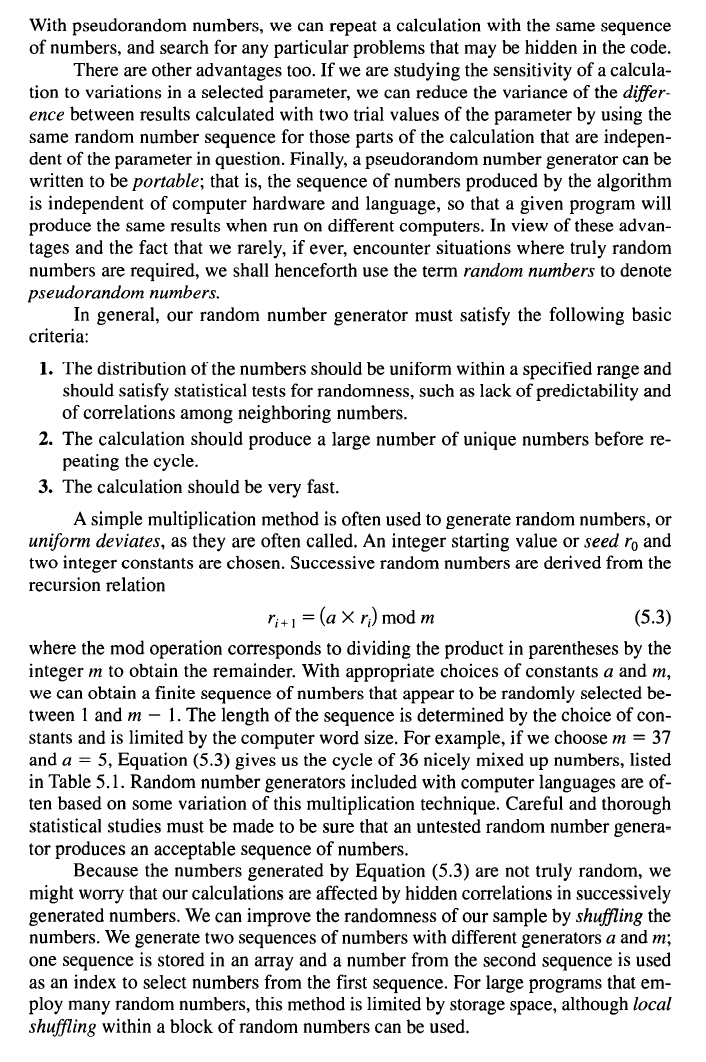 With pseudorandom numbers, we can repeat a calculation with the same sequence
of numbers, and search for any particular problems that may be hidden in the code.
There are other advantages too. If we are studying the sensitivity of a calcula-
tion to variations in a selected parameter, we can reduce the variance of the differ-
ence between results calculated with two trial values of the parameter by using the
same random number sequence for those parts of the calculation that are indepen-
dent of the parameter in question. Finally, a pseudorandom number generator can be
written to be portable; that is, the sequence of numbers produced by the algorithm
is independent of computer hardware and language, so that a given program will
produce the same results when run on different computers. In view of these advan-
tages and the fact that we rarely, if ever, encounter situations where truly random
numbers are required, we shall henceforth use the term random numbers to denote
pseudorandom numbers.
In general, our random number generator must satisfy the following basic
criteria:
1. The distribution of the numbers should be uniform within a specified range and
should satisfy statistical tests for randomness, such as lack of predictability and
of correlations among neighboring numbers.
2. The calculation should produce a large number of unique numbers before re-
peating the cycle.
3. The calculation should be very fast.
A simple multiplication method is often used to generate random numbers, or
uniform deviates, as they are often called. An integer starting value or seed r₀ and
two integer constants are chosen. Successive random numbers are derived from the
recursion relation
rᵢ₊₁ = (a × rᵢ) mod m (5.3)
where the mod operation corresponds to dividing the product in parentheses by the
integer m to obtain the remainder. With appropriate choices of constants a and m,
we can obtain a finite sequence of numbers that appear to be randomly selected be-
tween 1 and m − 1. The length of the sequence is determined by the choice of con-
stants and is limited by the computer word size. For example, if we choose m = 37
and a = 5, Equation (5.3) gives us the cycle of 36 nicely mixed up numbers, listed
in Table 5.1. Random number generators included with computer languages are of-
ten based on some variation of this multiplication technique. Careful and thorough
statistical studies must be made to be sure that an untested random number genera-
tor produces an acceptable sequence of numbers.
Because the numbers generated by Equation (5.3) are not truly random, we
might worry that our calculations are affected by hidden correlations in successively
generated numbers. We can improve the randomness of our sample by shuffling the
numbers. We generate two sequences of numbers with different generators a and m;
one sequence is stored in an array and a number from the second sequence is used
as an index to select numbers from the first sequence. For large programs that em-
ploy many random numbers, this method is limited by storage space, although local
shuffling within a block of random numbers can be used.